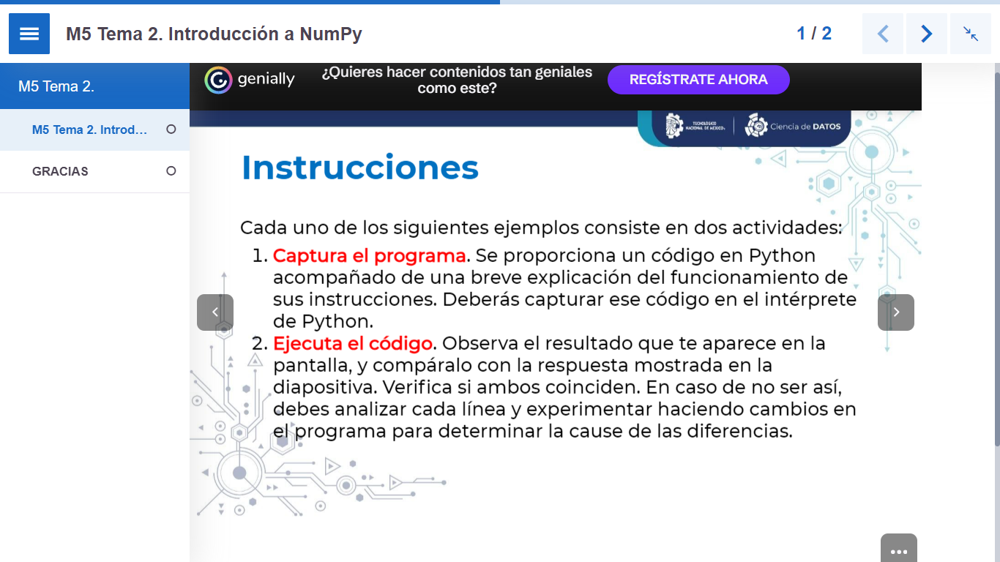 M5 Tema 2. Introducción a NumPy
1 / 2
M5 Tema 2.
M5 Tema 2. Introd...
GRACIAS
genially
¿Quieres hacer contenidos tan geniales
como este?
REGÍSTRATE AHORA
TECNOLÓGICO
NACIONAL DE MÉXICO
Ciencia de DATOS
Instrucciones
Cada uno de los siguientes ejemplos consiste en dos actividades:
1. Captura el programa. Se proporciona un código en Python
acompañado de una breve explicación del funcionamiento de
sus instrucciones. Deberás capturar ese código en el intérprete
de Python.
2. Ejecuta el código. Observa el resultado que te aparece en la
pantalla, y compáralo con la respuesta mostrada en la
diapositiva. Verifica si ambos coinciden. En caso de no ser así,
debes analizar cada línea y experimentar haciendo cambios en
el programa para determinar la cause de las diferencias.